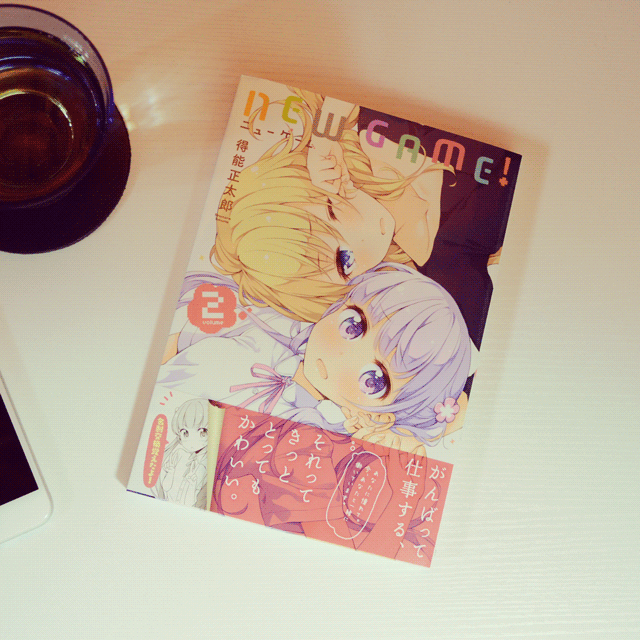 NEW GAME!
ニューゲーム
得能正太郎
2
volume
がんばって
仕事する、
それって
きっと
とっても
かわいい。